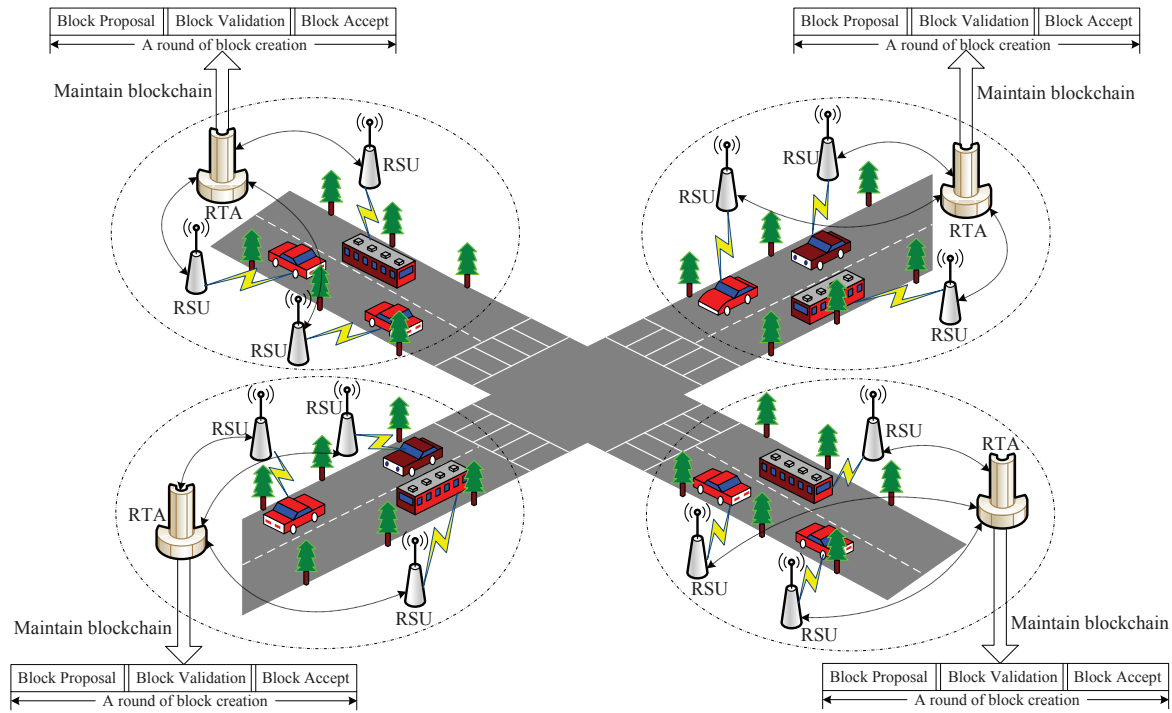 Block Proposal Block Validation Block Accept
A round of block creation
Maintain blockchain
RSU
RTA
RSU
RSU
Block Proposal Block Validation Block Accept
A round of block creation
Maintain blockchain
RSU
RSU
RTA
RSU
RSU
RSU
RTA
RSU
Maintain blockchain
Block Proposal Block Validation Block Accept
A round of block creation
RSU
RTA
RSU
RSU
Maintain blockchain
Block Proposal Block Validation Block Accept
A round of block creation